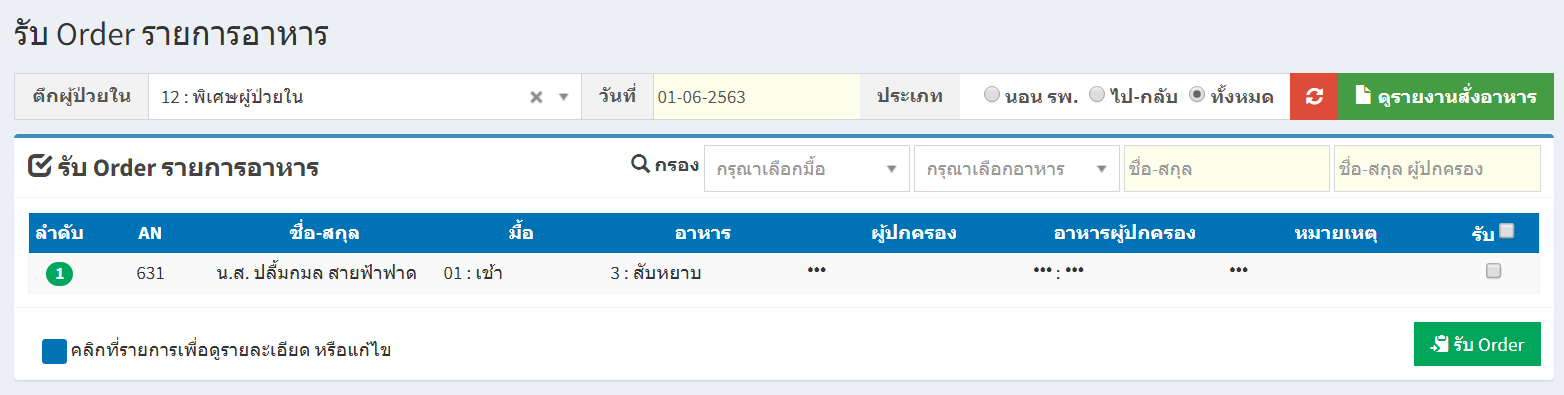 รับ Order รายการอาหาร
ตึกผู้ป่วยใน 12 : พิเศษผู้ป่วยใน วันที่ 01-06-2563 ประเภท นอน รพ. ไป-กลับ ทั้งหมด ดูรายงานสั่งอาหาร
รับ Order รายการอาหาร กรอง กรุณาเลือกมื้อ กรุณาเลือกอาหาร ชื่อ-สกุล ชื่อ-สกุล ผู้ปกครอง
ลำดับ AN ชื่อ-สกุล มื้อ อาหาร ผู้ปกครอง อาหารผู้ปกครอง หมายเหตุ รับ
1 631 น.ส. ปลื้มกมล สายฟ้าฟาด 01 : เช้า 3 : สับหยาบ ••• ••• : ••• •••
คลิกที่รายการเพื่อดูรายละเอียด หรือแก้ไข รับ Order